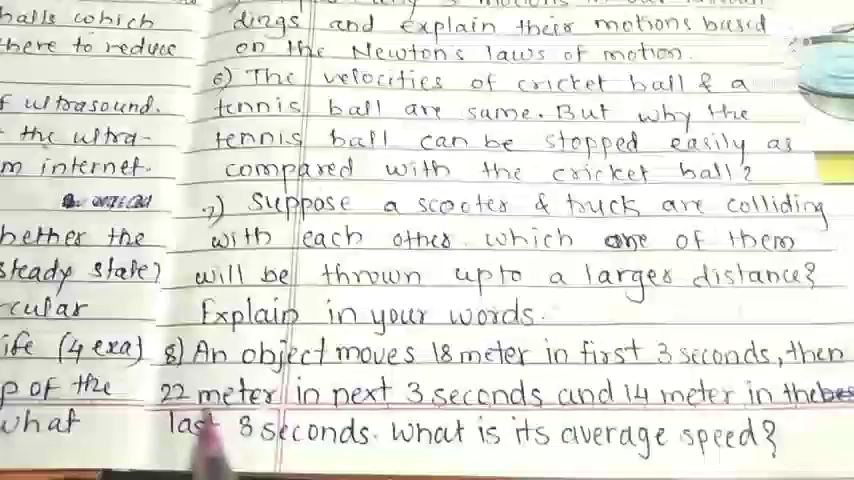 balls which
there to reduce
f ultrasound.
the ultra-
m internet.
hether the
steady state?
cular
ife (4 exa)
p of the
what
dings and explain their motions based
on the Newton's laws of motion.
6) The velocities of cricket ball & a
tennis ball are same. But why the
tennis ball can be stopped easily as
compared with the cricket ball?
7) Suppose a scooter & truck are colliding
with each other. which one of them
will be thrown upto a larger distance?
Explain in your words.
8) An object moves 18 meter in first 3 seconds, then
22 meter in next 3 seconds and 14 meter in the
last 8 seconds. What is its average speed?